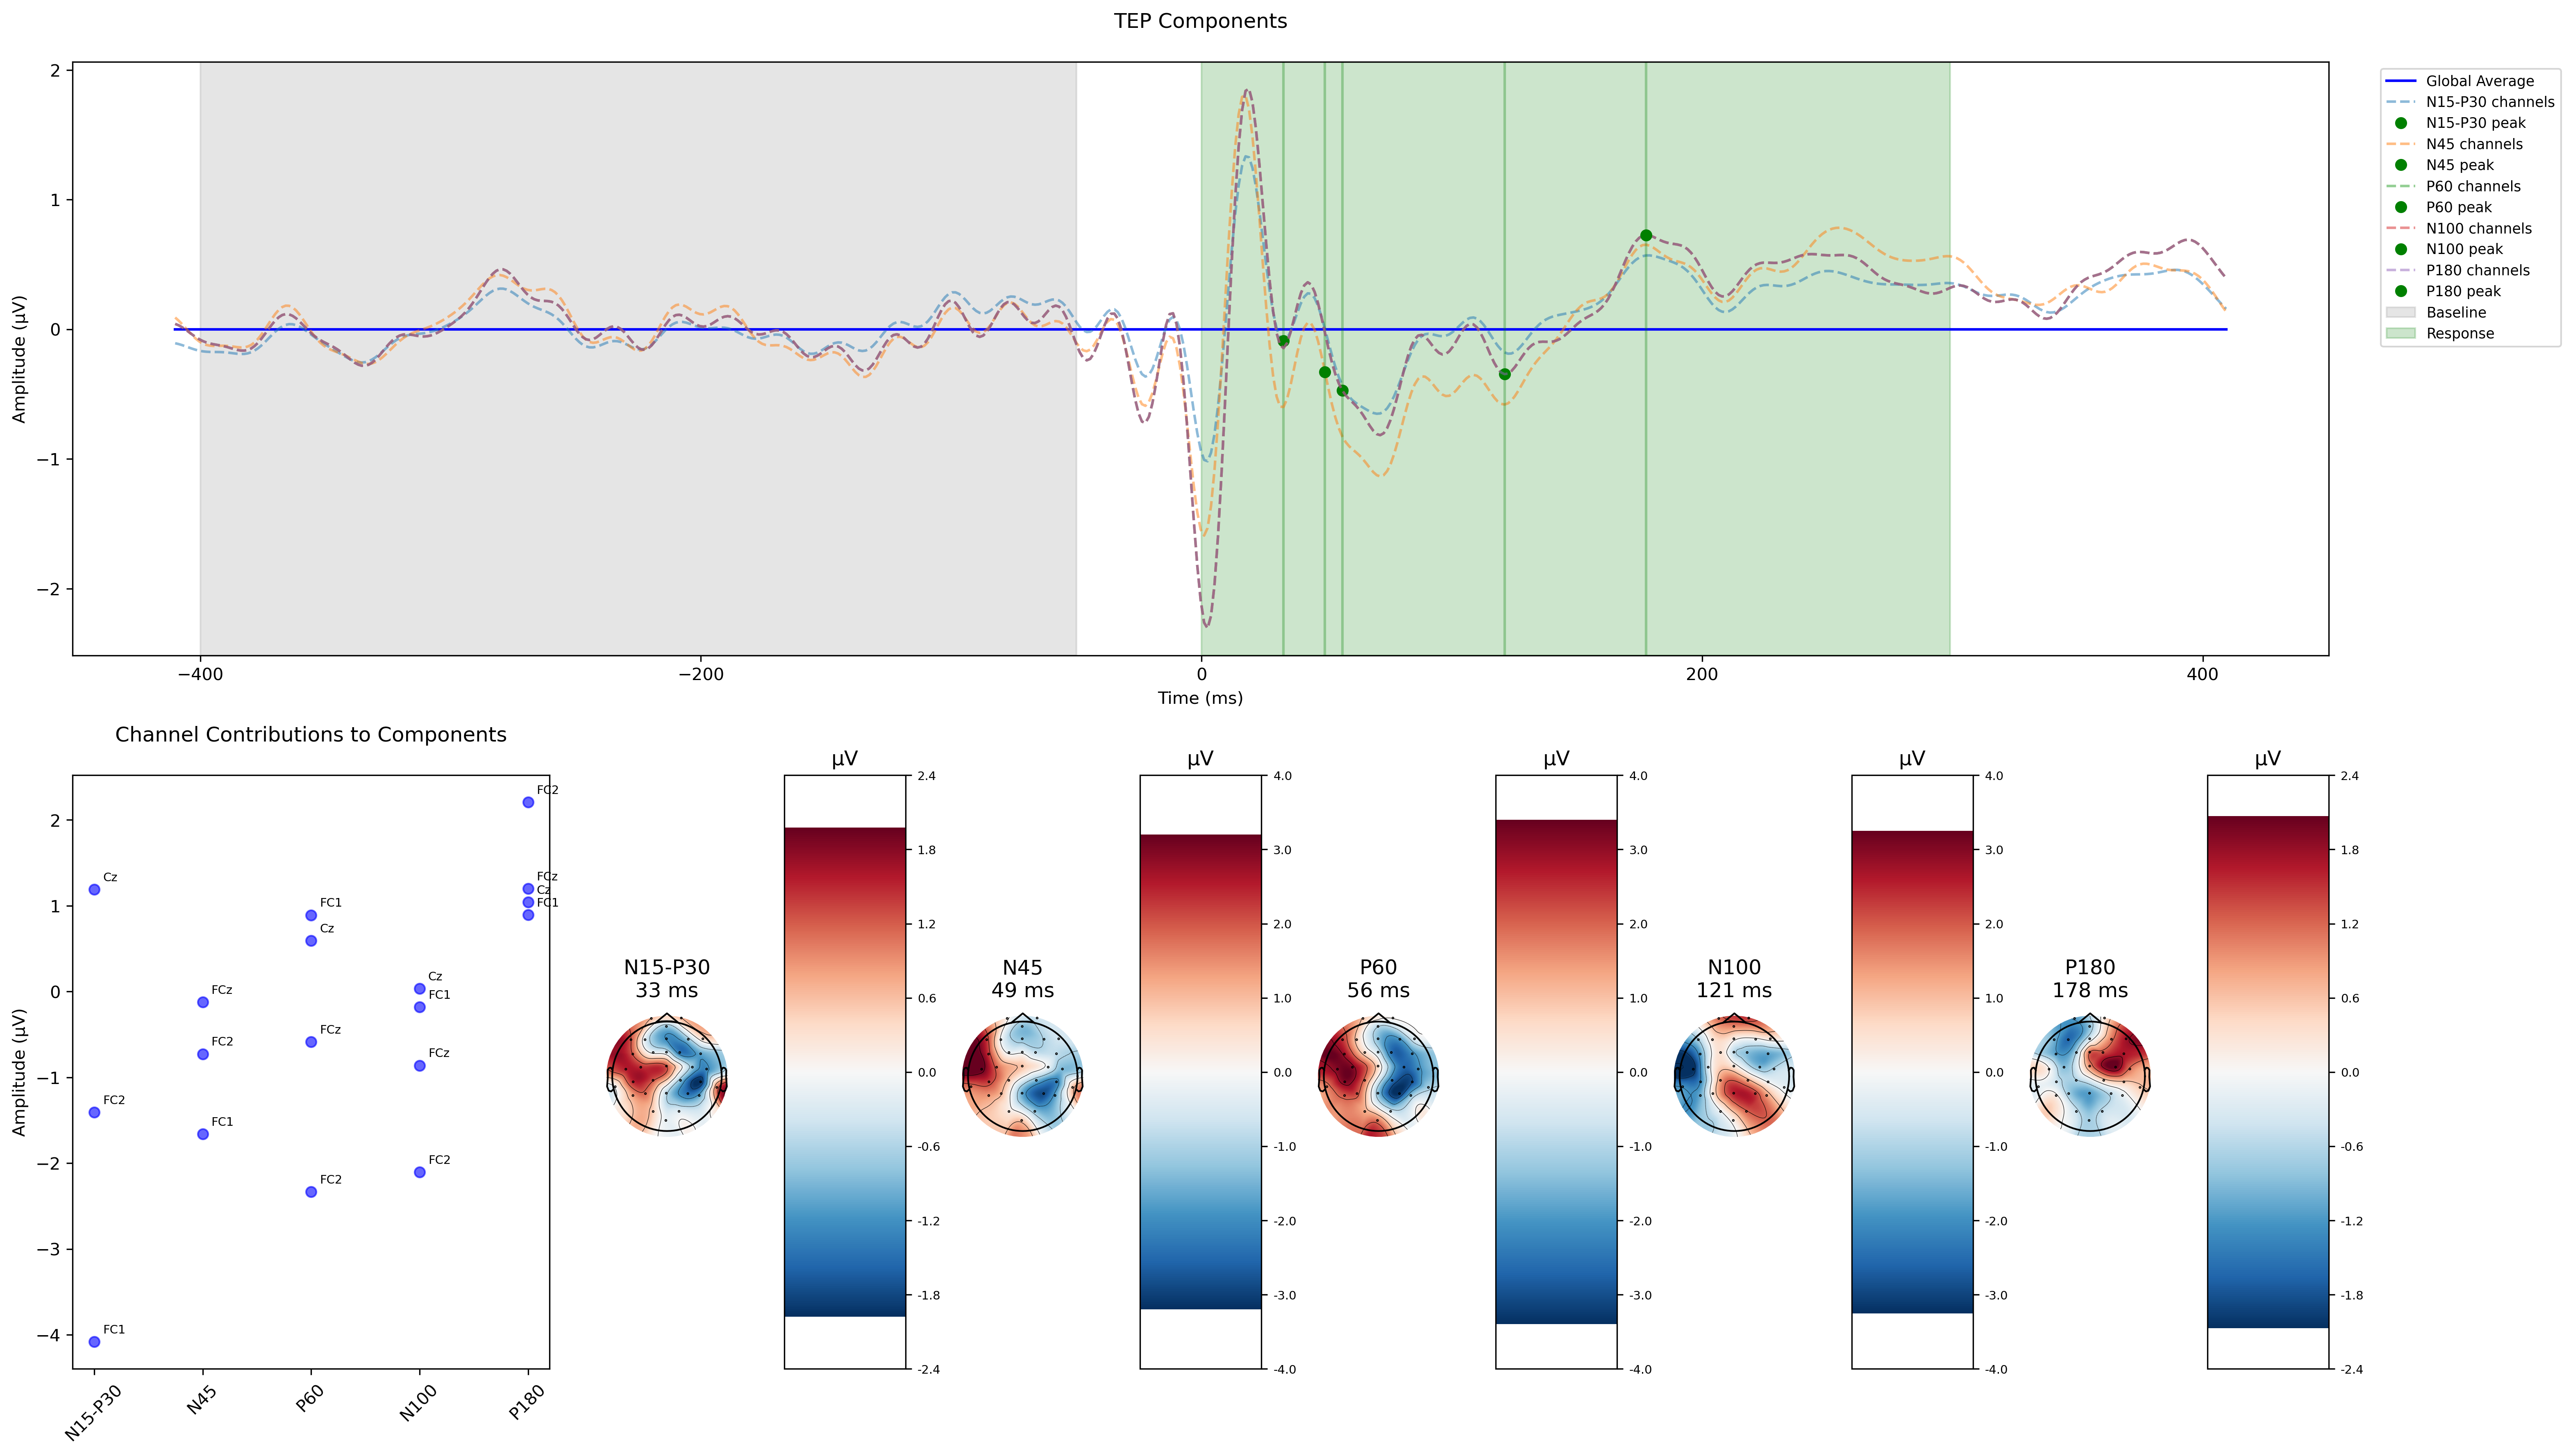 TEP Components
Amplitude (µV)
2
1
0
−1
−2
−400
−200
0
200
400
Time (ms)
Global Average
N15-P30 channels
N15-P30 peak
N45 channels
N45 peak
P60 channels
P60 peak
N100 channels
N100 peak
P180 channels
P180 peak
Baseline
Response
Channel Contributions to Components
Amplitude (µV)
2
1
0
−1
−2
−3
−4
Cz
FC2
FC1
FCz
FC2
FC1
FC1
Cz
FCz
FC2
Cz
FC1
FCz
FC2
FC2
FCz
Cz
FC1
N15-P30
N45
P60
N100
P180
N15-P30
33 ms
µV
2.4
1.8
1.2
0.6
0.0
-0.6
-1.2
-1.8
-2.4
N45
49 ms
µV
4.0
3.0
2.0
1.0
0.0
-1.0
-2.0
-3.0
-4.0
P60
56 ms
µV
4.0
3.0
2.0
1.0
0.0
-1.0
-2.0
-3.0
-4.0
N100
121 ms
µV
4.0
3.0
2.0
1.0
0.0
-1.0
-2.0
-3.0
-4.0
P180
178 ms
µV
2.4
1.8
1.2
0.6
0.0
-0.6
-1.2
-1.8
-2.4